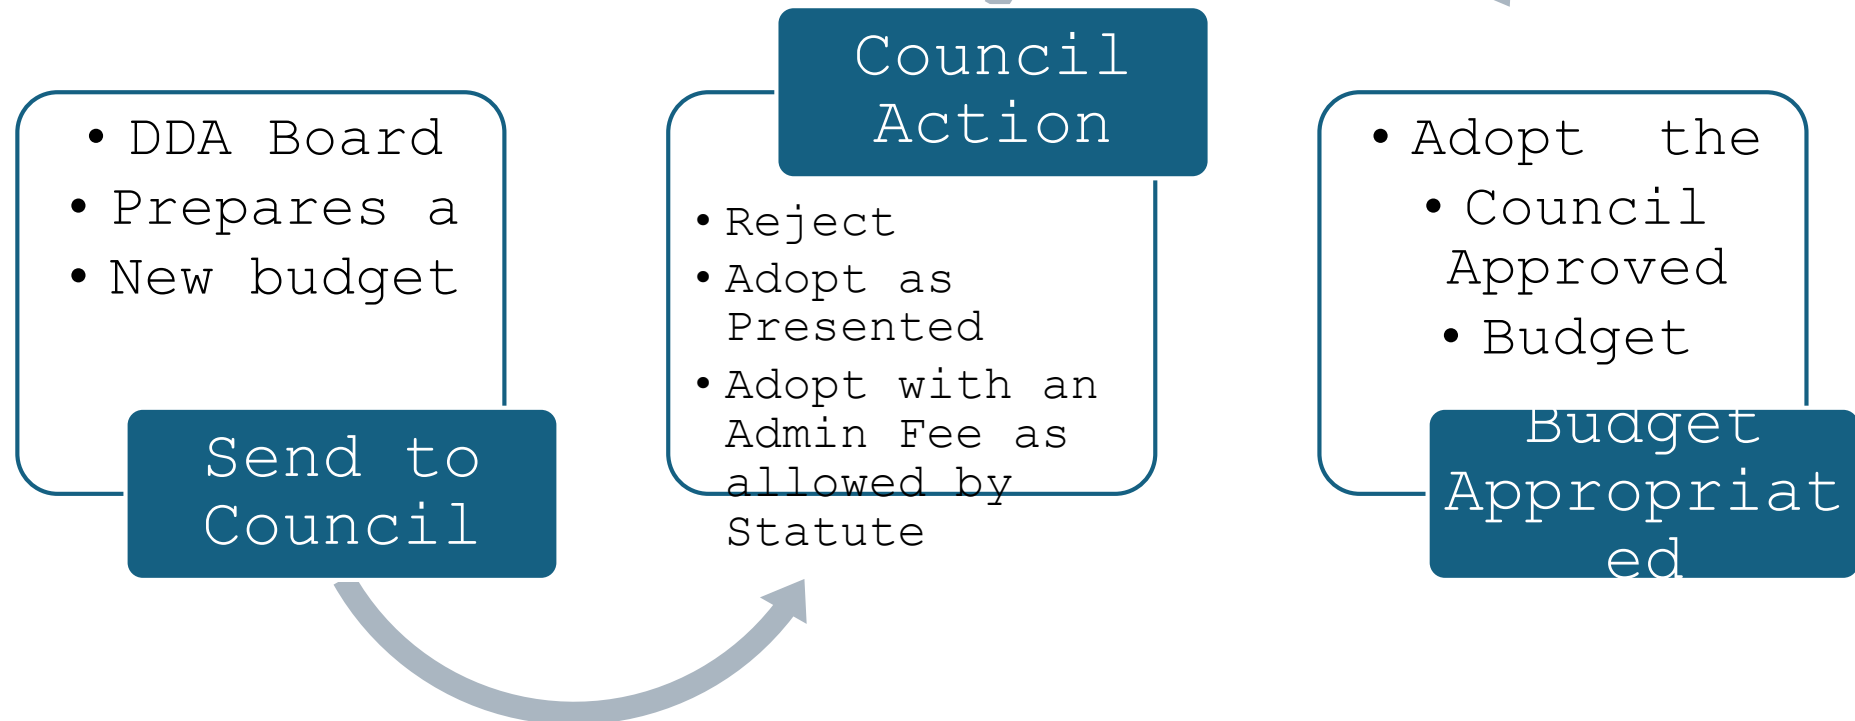 • DDA Board
• Prepares a
• New budget
Send to
Council
Council
Action
• Reject
• Adopt as
Presented
• Adopt with an
Admin Fee as
allowed by
Statute
• Adopt the
• Council
Approved
• Budget
Budget
Appropriat
ed